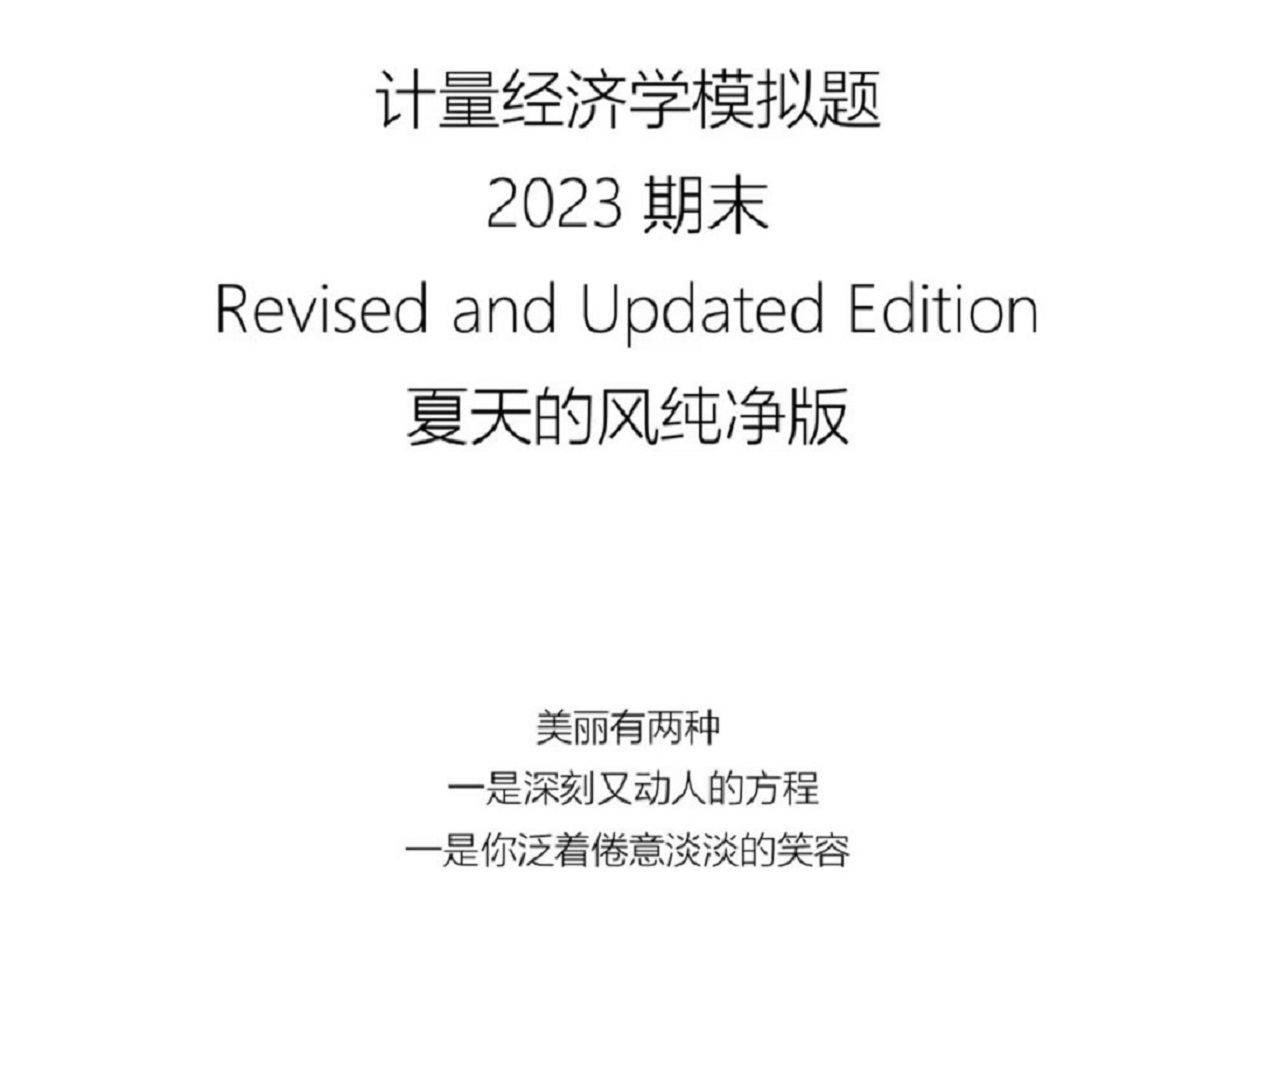 计量经济学模拟题
2023 期末
Revised and Updated Edition
夏天的风纯净版
美丽有两种
一是深刻又动人的方程
一是你泛着倦意淡淡的笑容